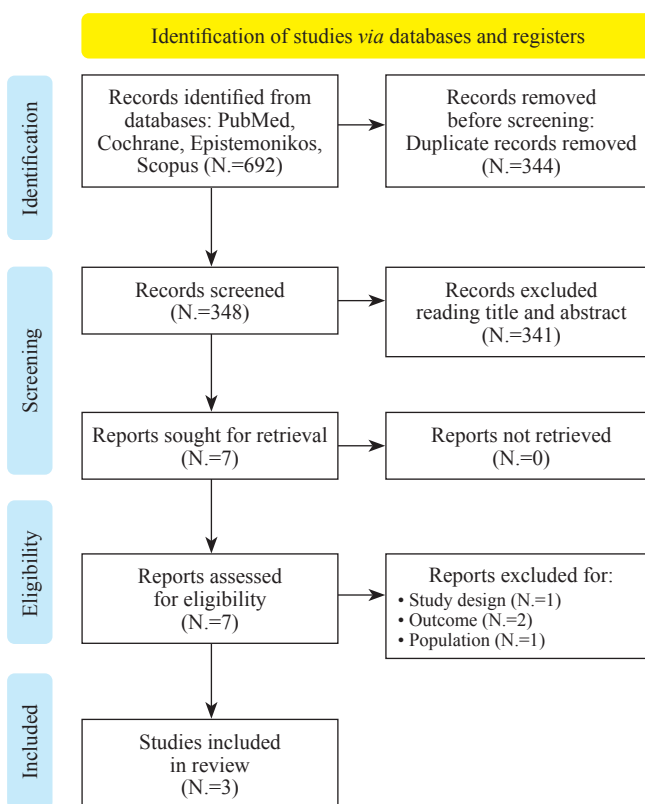 Identification of studies via databases and registers
Identification
Records identified from
databases: PubMed,
Cochrane, Epistemonikos,
Scopus (N.=692)
Records removed
before screening:
Duplicate records removed
(N.=344)
Screening
Records screened
(N.=348)
Records excluded
reading title and abstract
(N.=341)
Reports sought for retrieval
(N.=7)
Reports not retrieved
(N.=0)
Eligibility
Reports assessed
for eligibility
(N.=7)
Reports excluded for:
• Study design (N.=1)
• Outcome (N.=2)
• Population (N.=1)
Included
Studies included
in review
(N.=3)